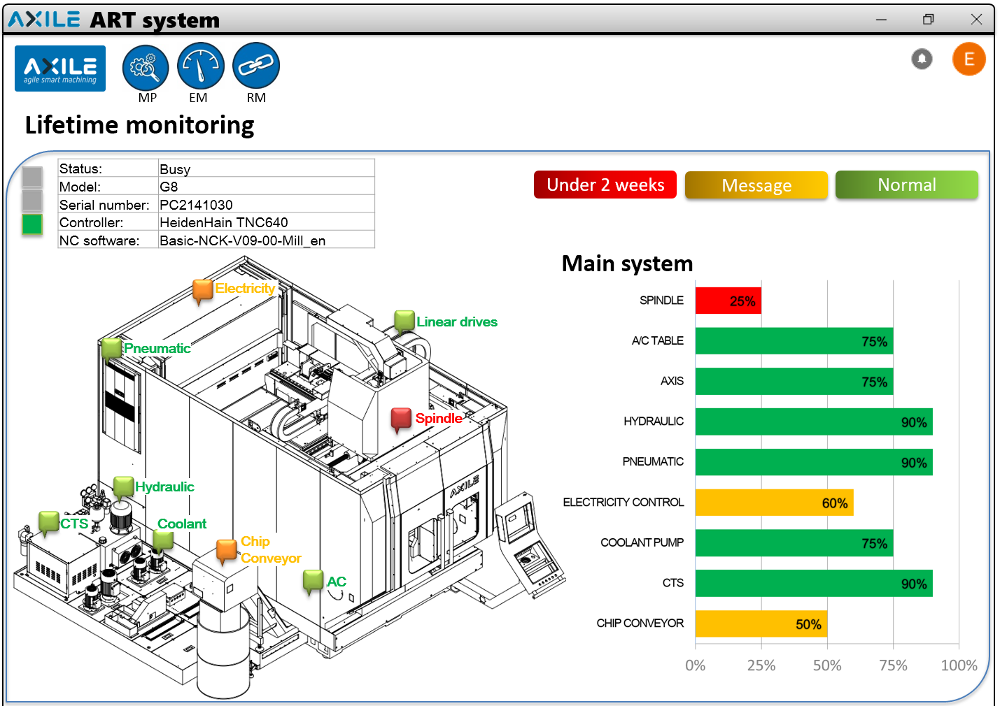 AXILE ART system
AXILE
agile smart machining
MP EM RM
E
Lifetime monitoring
Status: Busy
Model: G8
Serial number: PC2141030
Controller: HeidenHain TNC640
NC software: Basic-NCK-V09-00-Mill_en
Under 2 weeks
Message
Normal
Electricity
Linear drives
Pneumatic
Spindle
Hydraulic
AXILE
CTS
Coolant
Chip
Conveyor
AC
Main system
SPINDLE 25%
A/C TABLE 75%
AXIS 75%
HYDRAULIC 90%
PNEUMATIC 90%
ELECTRICITY CONTROL 60%
COOLANT PUMP 75%
CTS 90%
CHIP CONVEYOR 50%
0% 25% 50% 75% 100%